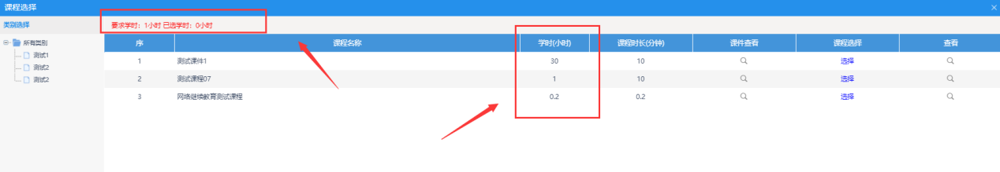 课程选择
类别选择
要求学时：1小时 已选学时：0小时
所有类别
测试1
测试2
测试2
序 课程名称 学时(小时) 课程时长(分钟) 课件查看 课程选择 查看
1 测试课件1 30 10 选择
2 测试课程07 1 10 选择
3 网络继续教育测试课程 0.2 0.2 选择